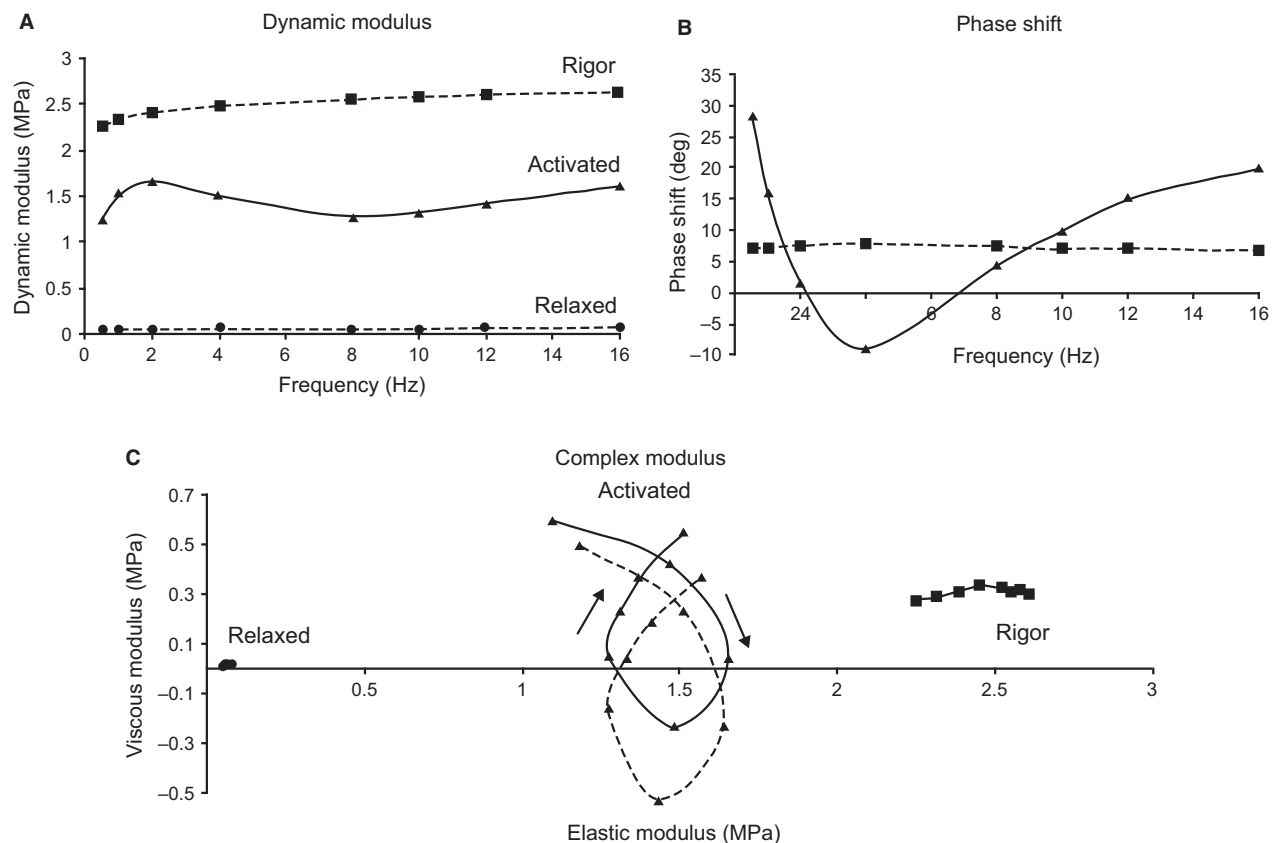 A
Dynamic modulus
Dynamic modulus (MPa)
3
2.5
2
1.5
1
0.5
0
Rigor
Activated
Relaxed
0 2 4 6 8 10 12 14 16
Frequency (Hz)
B
Phase shift
Phase shift (deg)
35
30
25
20
15
10
5
0
–5
–10
24 6 8 10 12 14 16
Frequency (Hz)
C
Complex modulus
Activated
Viscous modulus (MPa)
0.7
0.5
0.3
0.1
–0.1
–0.3
–0.5
Relaxed
Rigor
0.5 1 1.5 2 2.5 3
Elastic modulus (MPa)